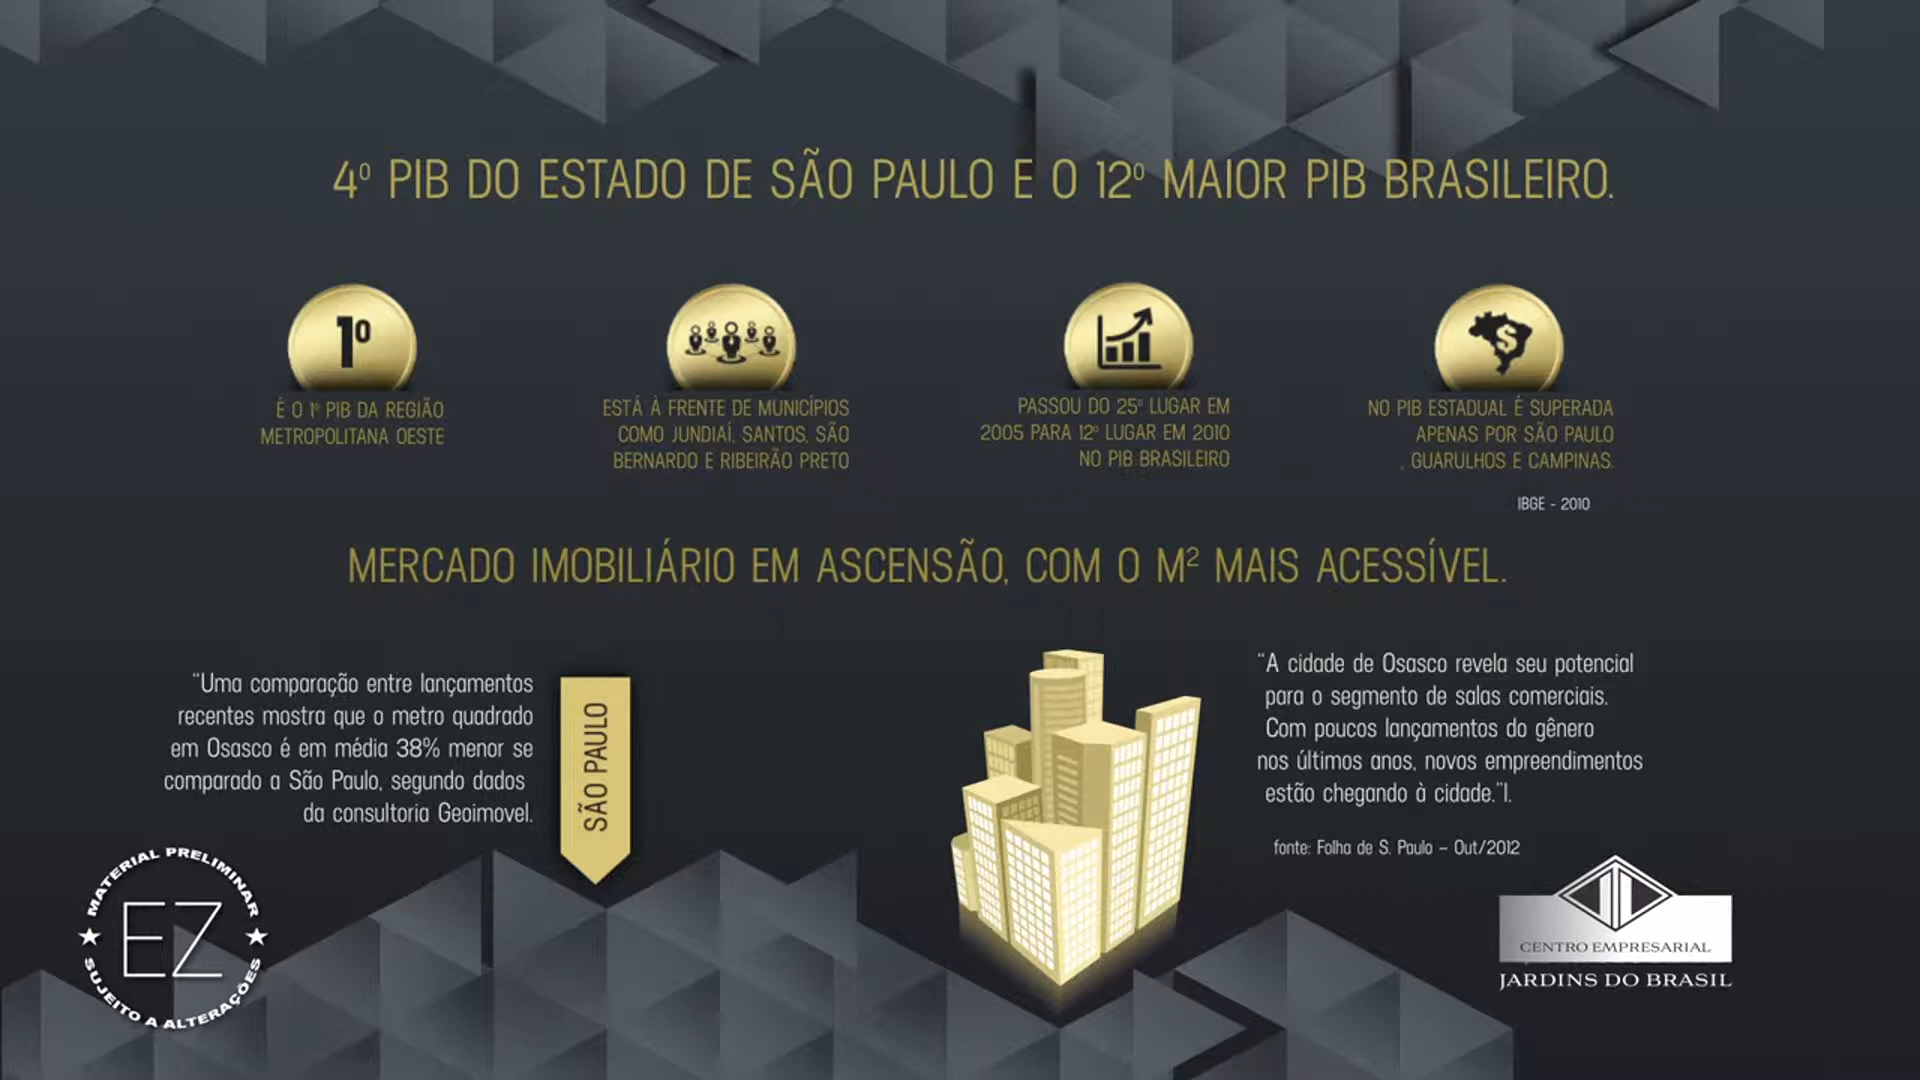 4º PIB DO ESTADO DE SÃO PAULO E O 12º MAIOR PIB BRASILEIRO.
1º
É O 1º PIB DA REGIÃO
METROPOLITANA OESTE
ESTÁ À FRENTE DE MUNICÍPIOS
COMO JUNDIAÍ, SANTOS, SÃO
BERNARDO E RIBEIRÃO PRETO
PASSOU DO 25º LUGAR EM
2005 PARA 12º LUGAR EM 2010
NO PIB BRASILEIRO
$
NO PIB ESTADUAL É SUPERADA
APENAS POR SÃO PAULO
, GUARULHOS E CAMPINAS.
IBGE - 2010
MERCADO IMOBILIÁRIO EM ASCENSÃO, COM O M² MAIS ACESSÍVEL.
"Uma comparação entre lançamentos
recentes mostra que o metro quadrado
em Osasco é em média 38% menor se
comparado a São Paulo, segundo dados
da consultoria Geoimovel.
SÃO PAULO
"A cidade de Osasco revela seu potencial
para o segmento de salas comerciais.
Com poucos lançamentos do gênero
nos últimos anos, novos empreendimentos
estão chegando à cidade."I.
fonte: Folha de S. Paulo – Out/2012
MATERIAL PRELIMINAR
EZ
SUJEITO A ALTERAÇÕES
CENTRO EMPRESARIAL
JARDINS DO BRASIL